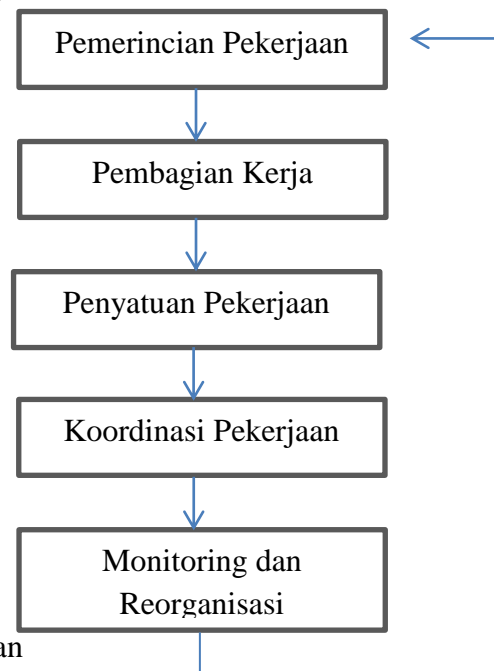 Pemerincian Pekerjaan
Pembagian Kerja
Penyatuan Pekerjaan
Koordinasi Pekerjaan
Monitoring dan
Reorganisasi